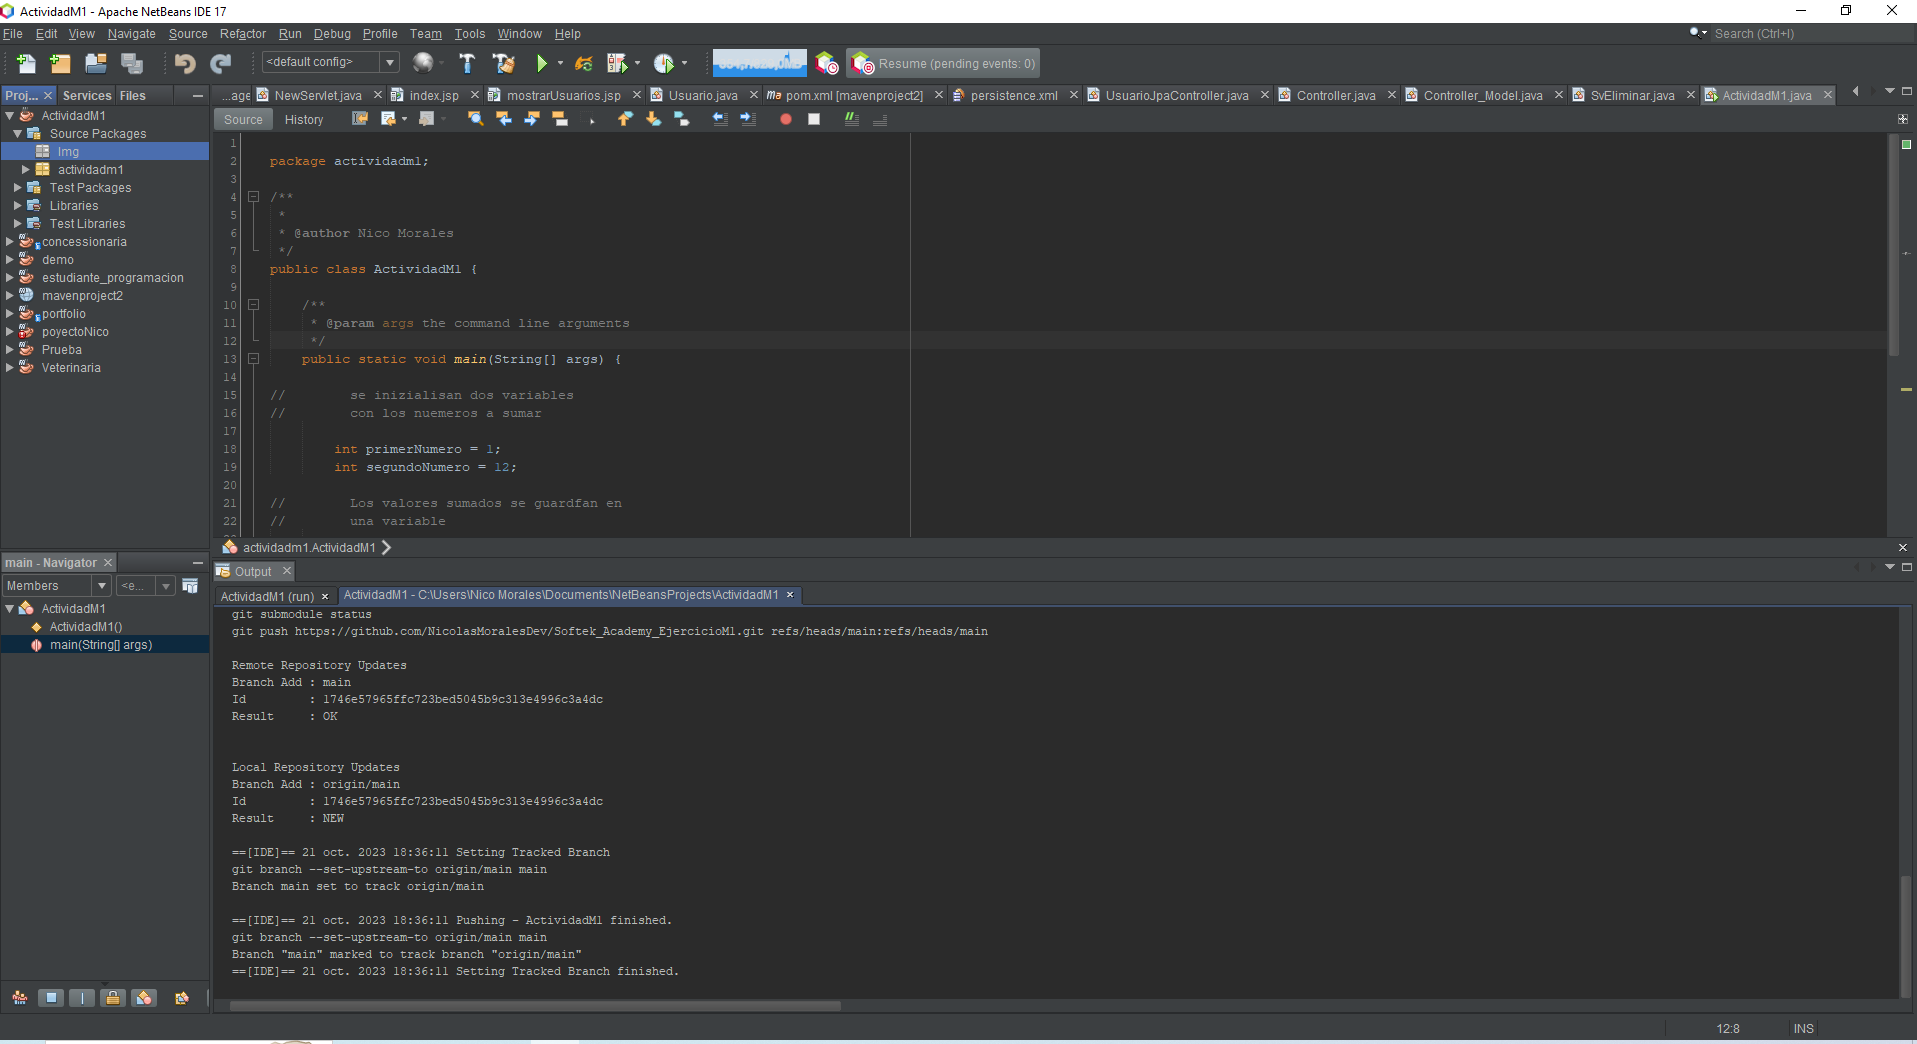 ActividadM1 - Apache NetBeans IDE 17
File Edit View Navigate Source Refactor Run Debug Profile Team Tools Window Help
Search (Ctrl+I)
<default config>
Resume (pending events: 0)
Proj... Services Files
...age NewServlet.java index.jsp mostrarUsuarios.jsp Usuario.java pom.xml [mavenproject2] persistence.xml UsuarioJpaController.java Controller.java Controller_Model.java SvEliminar.java ActividadM1.java
Source History
ActividadM1
Source Packages
Img
actividadm1
Test Packages
Libraries
Test Libraries
concessionaria
demo
estudiante_programacion
mavenproject2
portfolio
poyectoNico
Prueba
Veterinaria
1
2 package actividadm1;
3
4 /**
5 *
6 * @author Nico Morales
7 */
8 public class ActividadM1 {
9
10 /**
11 * @param args the command line arguments
12 */
13 public static void main(String[] args) {
14
15 // se inizialisan dos variables
16 // con los nuemeros a sumar
17
18 int primerNumero = 1;
19 int segundoNumero = 12;
20
21 // Los valores sumados se guardfan en
22 // una variable
actividadm1.ActividadM1
main - Navigator
Members <e...
ActividadM1
ActividadM1()
main(String[] args)
Output
ActividadM1 (run) ActividadM1 - C:\Users\Nico Morales\Documents\NetBeansProjects\ActividadM1
git submodule status
git push https://github.com/NicolasMoralesDev/Softek_Academy_EjercicioM1.git refs/heads/main:refs/heads/main
Remote Repository Updates
Branch Add : main
Id : 1746e57965ffc723bed5045b9c313e4996c3a4dc
Result : OK
Local Repository Updates
Branch Add : origin/main
Id : 1746e57965ffc723bed5045b9c313e4996c3a4dc
Result : NEW
==[IDE]== 21 oct. 2023 18:36:11 Setting Tracked Branch
git branch --set-upstream-to origin/main main
Branch main set to track origin/main
==[IDE]== 21 oct. 2023 18:36:11 Pushing - ActividadM1 finished.
git branch --set-upstream-to origin/main main
Branch "main" marked to track branch "origin/main"
==[IDE]== 21 oct. 2023 18:36:11 Setting Tracked Branch finished.
12:8 INS